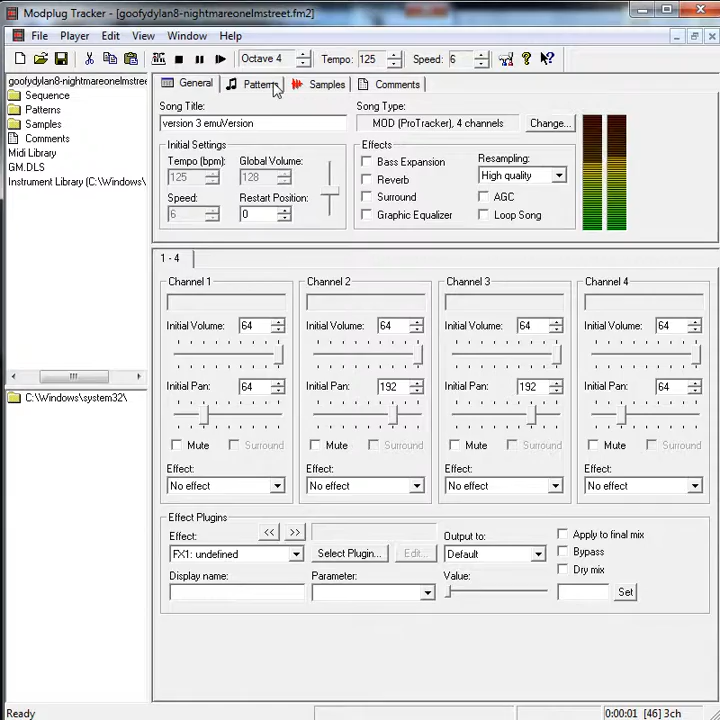 Modplug Tracker - [goofydylan8-nightmareonelmstreet.fm2]
File Player Edit View Window Help
Octave 4 Tempo: 125 Speed: 6
goofydylan8-nightmareonelmstree
Sequence
Patterns
Samples
Comments
Midi Library
GM.DLS
Instrument Library (C:\Windows\
C:\Windows\system32\
General Patterns Samples Comments
Song Title: Song Type:
version 3 emuVersion MOD (ProTracker), 4 channels Change...
Initial Settings Effects
Tempo (bpm): Global Volume: Bass Expansion Resampling:
125 128 Reverb High quality
Speed: Restart Position: Surround AGC
6 0 Graphic Equalizer Loop Song
1 - 4
Channel 1 Channel 2 Channel 3 Channel 4
Initial Volume: 64 Initial Volume: 64 Initial Volume: 64 Initial Volume: 64
Initial Pan: 64 Initial Pan: 192 Initial Pan: 192 Initial Pan: 64
Mute Surround Mute Surround Mute Surround Mute Surround
Effect: Effect: Effect: Effect:
No effect No effect No effect No effect
Effect Plugins
Effect: << >> Output to: Apply to final mix
FX1: undefined Select Plugin... Edit... Default Bypass
Display name: Parameter: Value: Dry mix
Set
Ready 0:00:01 [46] 3ch